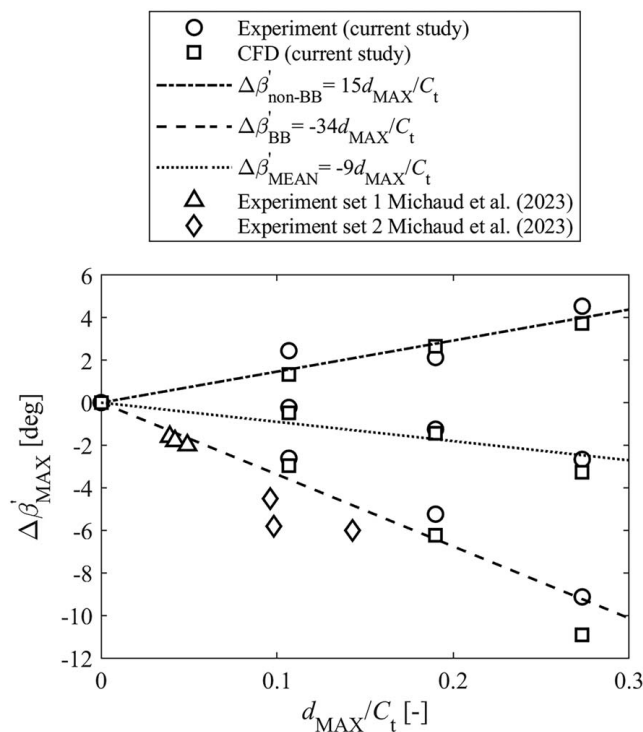 Experiment (current study)
CFD (current study)
Δβ'non-BB = 15dMAX/Ct
Δβ'BB = -34dMAX/Ct
Δβ'MEAN = -9dMAX/Ct
Experiment set 1 Michaud et al. (2023)
Experiment set 2 Michaud et al. (2023)
6
4
2
0
-2
-4
-6
-8
-10
-12
Δβ'MAX [deg]
0 0.1 0.2 0.3
dMAX/Ct [-]